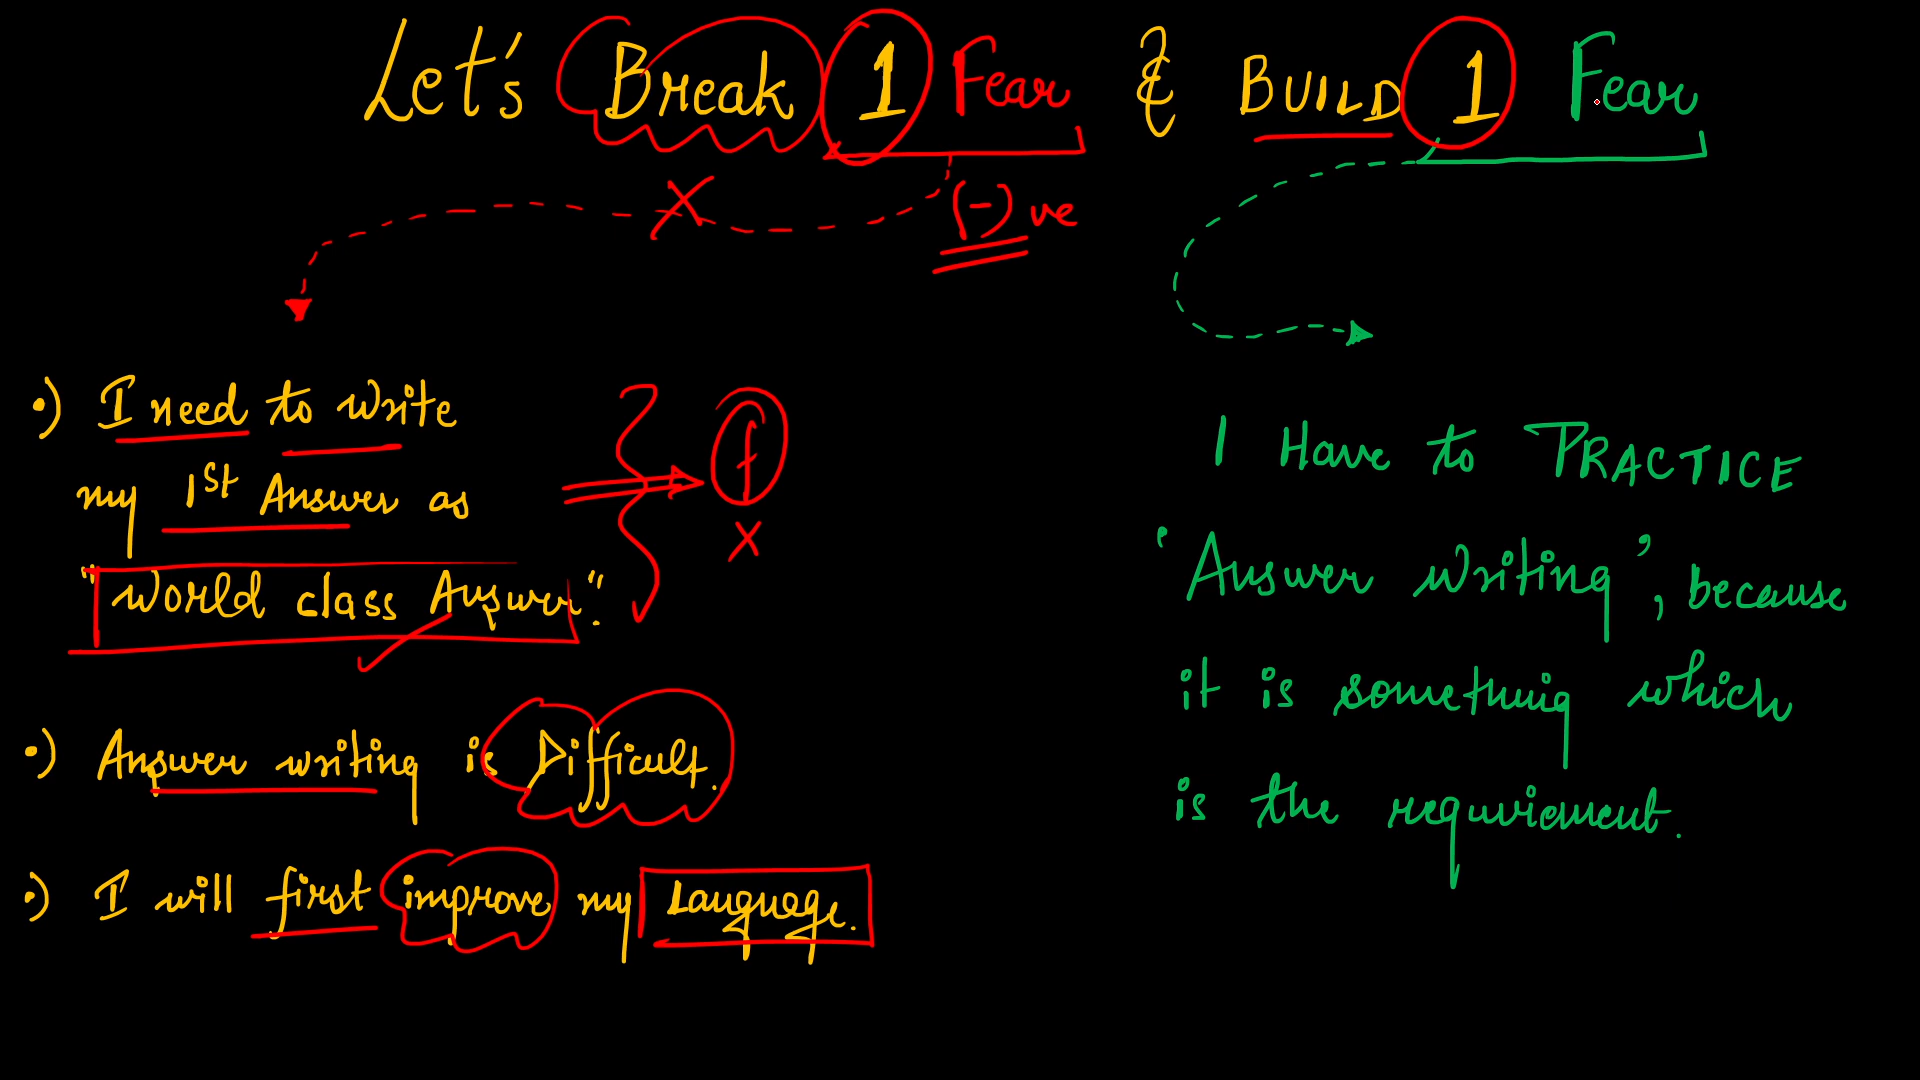 Let's Break 1 Fear & BUILD 1 Fear
(-) ve
•) I need to write
my 1st Answer as
"World class Answer."
f
•) Answer writing is Difficult.
•) I will first improve my Language.
I Have to PRACTICE
'Answer writing', because
it is something which
is the requirement.